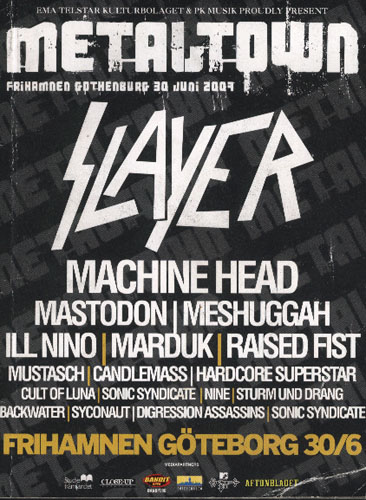 EMA TELSTAR KULTURBOLAGET & PK MUSIK PROUDLY PRESENT
METALTOWN
FRIHAMNEN GOTHENBURG 30 JUNI 2007
SLAYER
MACHINE HEAD
MASTODON | MESHUGGAH
ILL NINO | MARDUK | RAISED FIST
MUSTASCH | CANDLEMASS | HARDCORE SUPERSTAR
CULT OF LUNA | SONIC SYNDICATE | NINE | STURM UND DRANG
BACKWATER | SYCONAUT | DIGRESSION ASSASSINS | SONIC SYNDICATE
FRIHAMNEN GÖTEBORG 30/6
CLOSE-UP BANDIT AFTONBLADET